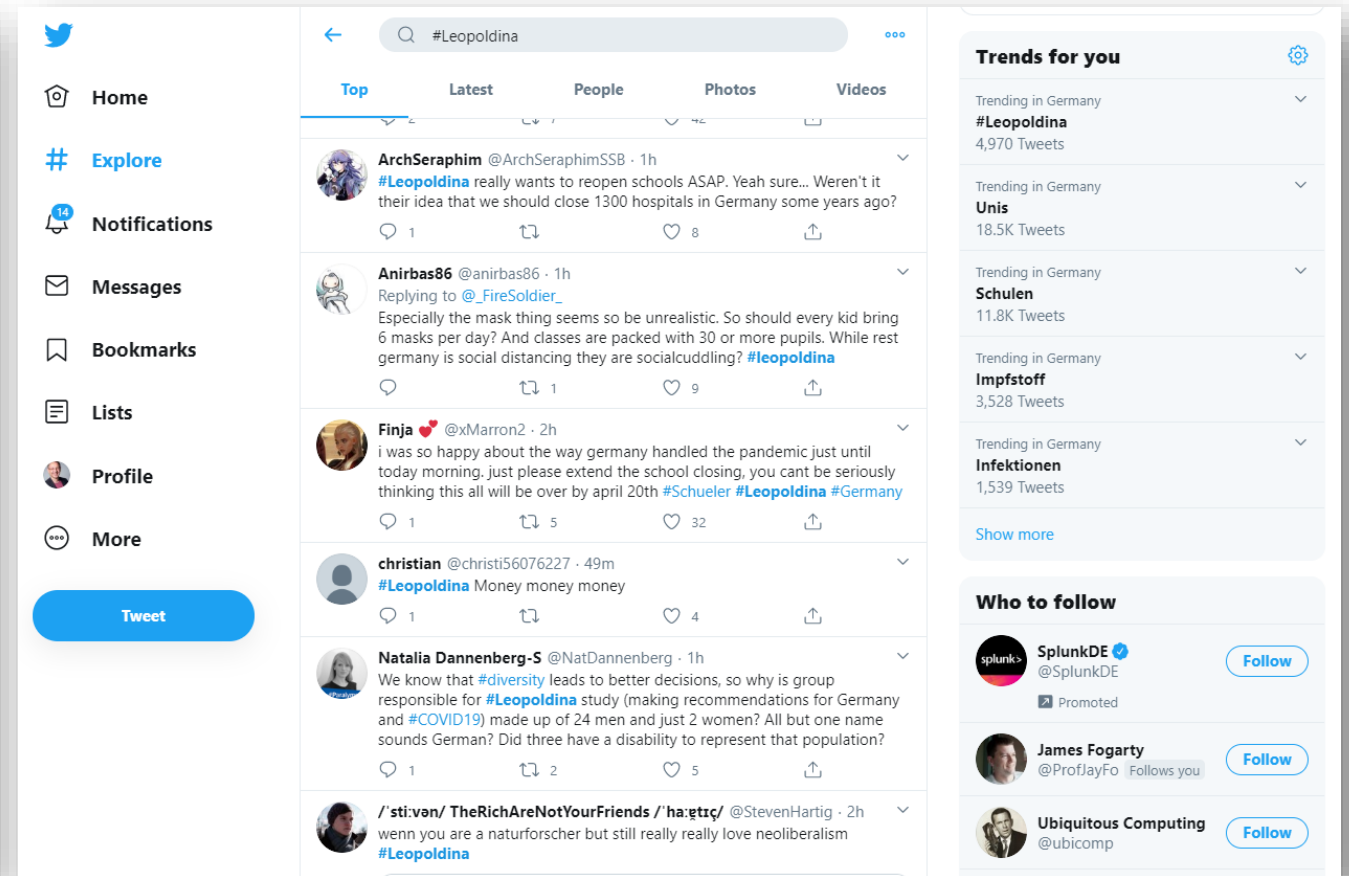 #Leopoldina
Top Latest People Photos Videos
Home
Explore
14
Notifications
Messages
Bookmarks
Lists
Profile
More
Tweet
2 7 42
ArchSeraphim @ArchSeraphimSSB · 1h
#Leopoldina really wants to reopen schools ASAP. Yeah sure... Weren't it
their idea that we should close 1300 hospitals in Germany some years ago?
1 8
Anirbas86 @anirbas86 · 1h
Replying to @_FireSoldier_
Especially the mask thing seems so be unrealistic. So should every kid bring
6 masks per day? And classes are packed with 30 or more pupils. While rest
germany is social distancing they are socialcuddling? #leopoldina
1 9
Finja 💕 @xMarron2 · 2h
i was so happy about the way germany handled the pandemic just until
today morning. just please extend the school closing, you cant be seriously
thinking this all will be over by april 20th #Schueler #Leopoldina #Germany
1 5 32
christian @christi56076227 · 49m
#Leopoldina Money money money
1 4
Natalia Dannenberg-S @NatDannenberg · 1h
We know that #diversity leads to better decisions, so why is group
responsible for #Leopoldina study (making recommendations for Germany
and #COVID19) made up of 24 men and just 2 women? All but one name
sounds German? Did three have a disability to represent that population?
1 2 5
/ˈstiːvən/ TheRichAreNotYourFriends /ˈhaːɐ̯tɪç/ @StevenHartig · 2h
wenn you are a naturforscher but still really really love neoliberalism
#Leopoldina
Trends for you
Trending in Germany
#Leopoldina
4,970 Tweets
Trending in Germany
Unis
18.5K Tweets
Trending in Germany
Schulen
11.8K Tweets
Trending in Germany
Impfstoff
3,528 Tweets
Trending in Germany
Infektionen
1,539 Tweets
Show more
Who to follow
splunk>
SplunkDE
@SplunkDE
Promoted
Follow
James Fogarty
@ProfJayFo Follows you
Follow
Ubiquitous Computing
@ubicomp
Follow